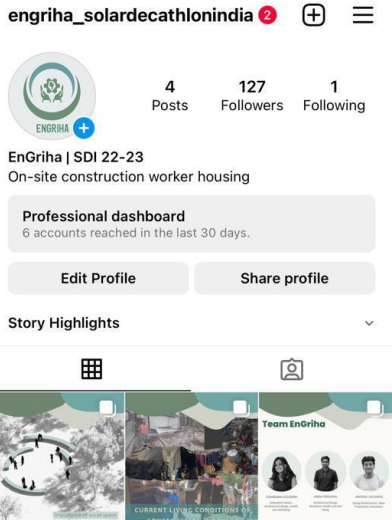 engriha_solardecathlonindia 2
4 127 1
Posts Followers Following
ENGRIHA
EnGriha | SDI 22-23
On-site construction worker housing
Professional dashboard
6 accounts reached in the last 30 days.
Edit Profile Share profile
Story Highlights
Team EnGriha
CURRENT LIVING CONDITIONS OF